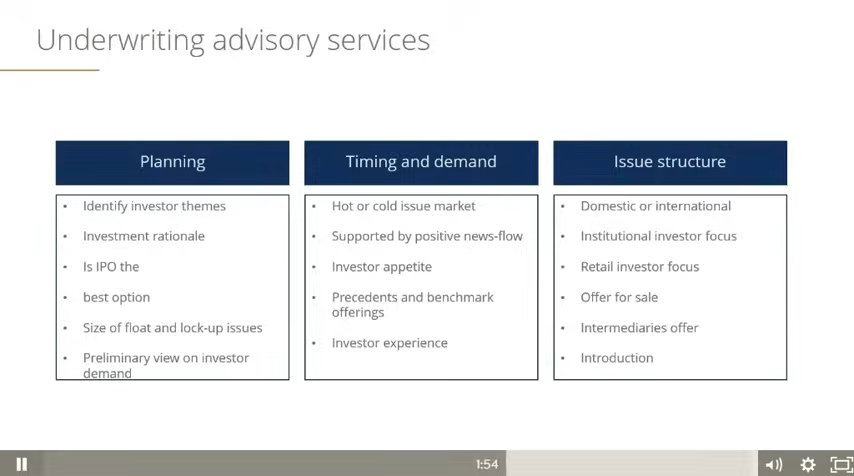 Underwriting advisory services
Planning
• Identify investor themes
• Investment rationale
• Is IPO the
• best option
• Size of float and lock-up issues
• Preliminary view on investor
demand
Timing and demand
• Hot or cold issue market
• Supported by positive news-flow
• Investor appetite
• Precedents and benchmark
offerings
• Investor experience
Issue structure
• Domestic or international
• Institutional investor focus
• Retail investor focus
• Offer for sale
• Intermediaries offer
• Introduction
1:54